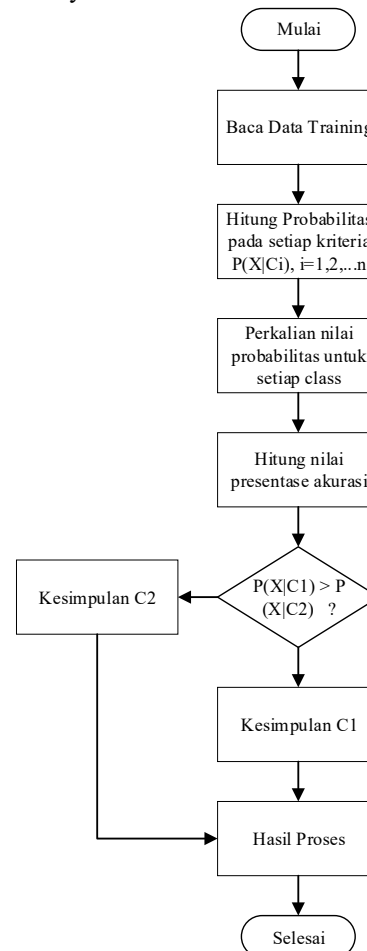 Mulai
Baca Data Training
Hitung Probabilitas
pada setiap kriteria
P(X|Ci), i=1,2,...n
Perkalian nilai
probabilitas untuk
setiap class
Hitung nilai
presentase akurasi
P(X|C1) > P
(X|C2) ?
Kesimpulan C2
Kesimpulan C1
Hasil Proses
Selesai